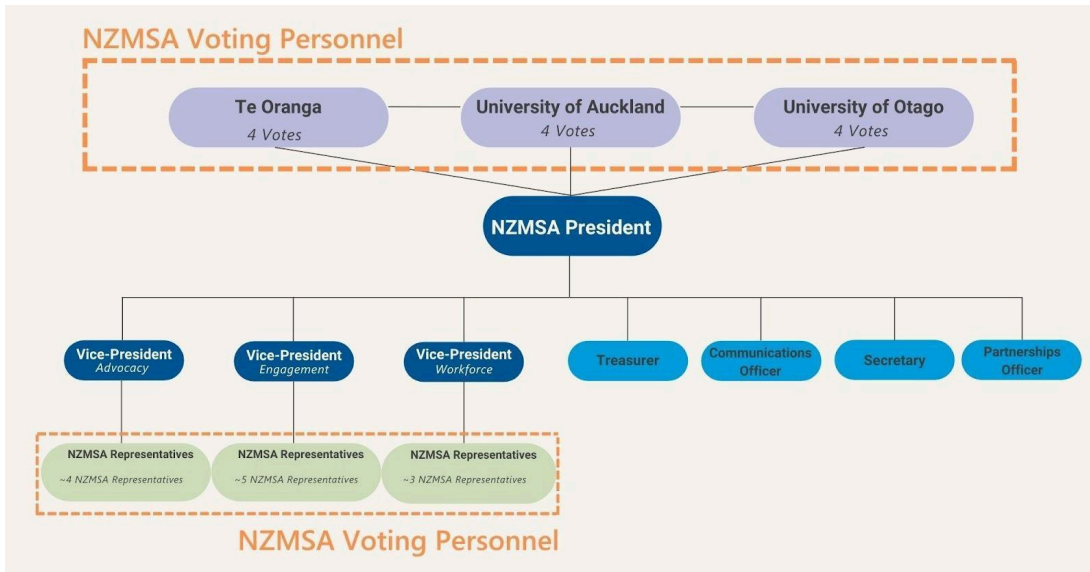 NZMSA Voting Personnel
Te Oranga
4 Votes
University of Auckland
4 Votes
University of Otago
4 Votes
NZMSA President
Vice-President
Advocacy
Vice-President
Engagement
Vice-President
Workforce
Treasurer
Communications
Officer
Secretary
Partnerships
Officer
NZMSA Representatives
~4 NZMSA Representatives
NZMSA Representatives
~5 NZMSA Representatives
NZMSA Representatives
~3 NZMSA Representatives
NZMSA Voting Personnel